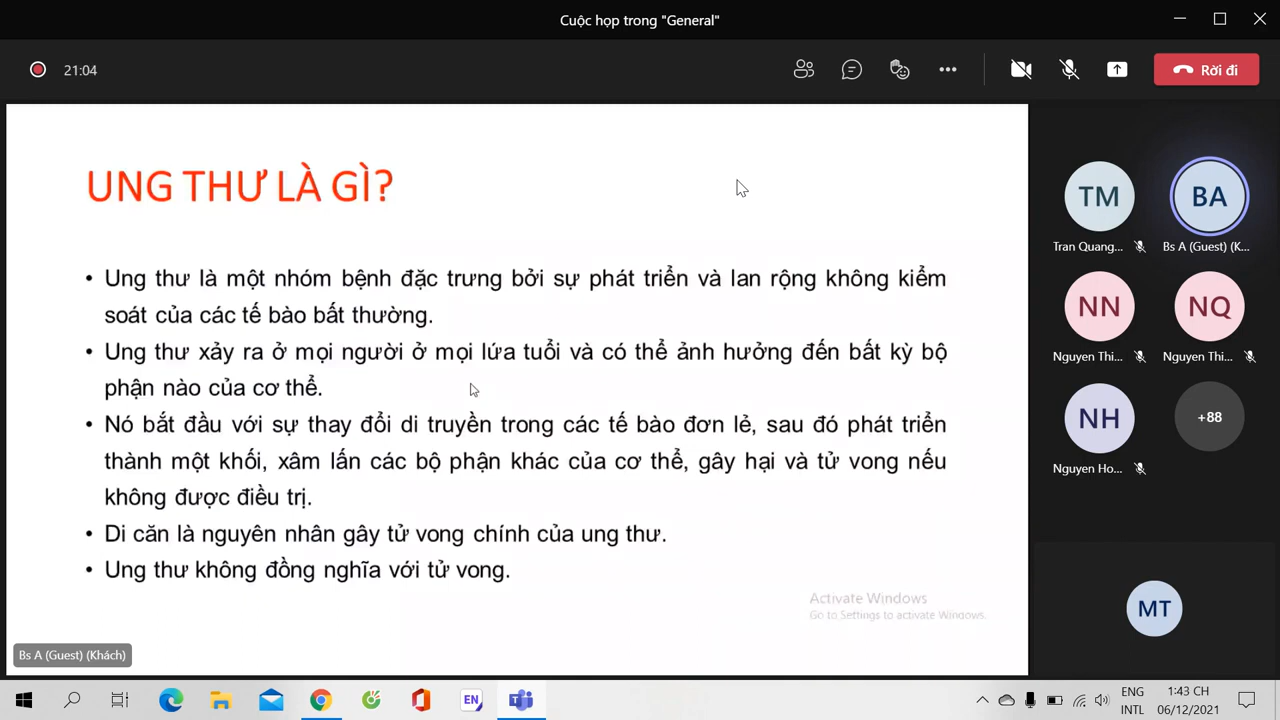 Cuộc họp trong "General"
21:04
Rời đi
UNG THƯ LÀ GÌ?
• Ung thư là một nhóm bệnh đặc trưng bởi sự phát triển và lan rộng không kiểm
soát của các tế bào bất thường.
• Ung thư xảy ra ở mọi người ở mọi lứa tuổi và có thể ảnh hưởng đến bất kỳ bộ
phận nào của cơ thể.
• Nó bắt đầu với sự thay đổi di truyền trong các tế bào đơn lẻ, sau đó phát triển
thành một khối, xâm lấn các bộ phận khác của cơ thể, gây hại và tử vong nếu
không được điều trị.
• Di căn là nguyên nhân gây tử vong chính của ung thư.
• Ung thư không đồng nghĩa với tử vong.
Activate Windows
Go to Settings to activate Windows.
Bs A (Guest) (Khách)
TM
BA
Tran Quang...
Bs A (Guest) (K...
NN
NQ
Nguyen Thi...
Nguyen Thi...
NH
+88
Nguyen Ho...
MT
EN
ENG
INTL
1:43 CH
06/12/2021